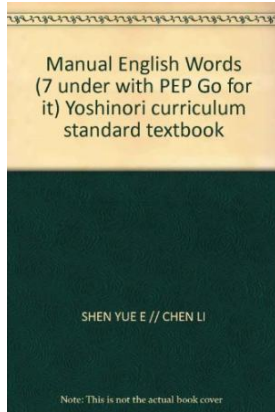 Manual English Words
(7 under with PEP Go for
it) Yoshinori curriculum
standard textbook
SHEN YUE E // CHEN LI
Note: This is not the actual book cover